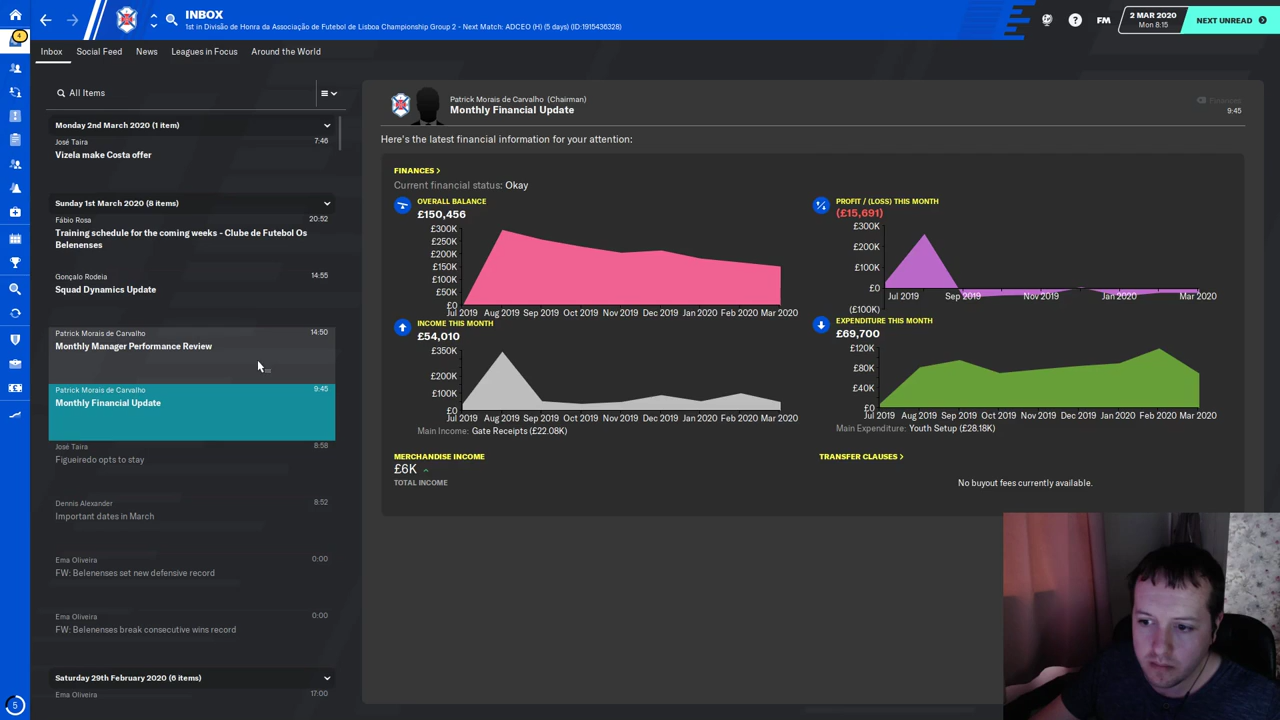 4
INBOX
1st in Divisão de Honra da Associação de Futebol de Lisboa Championship Group 2 - Next Match: ADCEO (H) (5 days) (ID:1915436328)
FM
2 MAR 2020
Mon 8:15
NEXT UNREAD
Inbox
Social Feed
News
Leagues in Focus
Around the World
All Items
Monday 2nd March 2020 (1 item)
José Taira
7:46
Vizela make Costa offer
Sunday 1st March 2020 (8 items)
Fábio Rosa
20:52
Training schedule for the coming weeks - Clube de Futebol Os
Belenenses
Gonçalo Rodeia
14:55
Squad Dynamics Update
Patrick Morais de Carvalho
14:50
Monthly Manager Performance Review
Patrick Morais de Carvalho
9:45
Monthly Financial Update
José Taira
8:58
Figueiredo opts to stay
Dennis Alexander
8:52
Important dates in March
Ema Oliveira
0:00
FW: Belenenses set new defensive record
Ema Oliveira
0:00
FW: Belenenses break consecutive wins record
Saturday 29th February 2020 (6 items)
Ema Oliveira
17:00
5
Patrick Morais de Carvalho (Chairman)
Monthly Financial Update
Finances
9:45
Here's the latest financial information for your attention:
FINANCES
Current financial status: Okay
OVERALL BALANCE
£150,456
£300K
£250K
£200K
£150K
£100K
£50K
£0
Jul 2019 Aug 2019 Sep 2019 Oct 2019 Nov 2019 Dec 2019 Jan 2020 Feb 2020 Mar 2020
PROFIT / (LOSS) THIS MONTH
(£15,691)
£300K
£200K
£100K
£0
(£100K)
Jul 2019 Sep 2019 Nov 2019 Jan 2020 Mar 2020
INCOME THIS MONTH
£54,010
£350K
£200K
£100K
£0
Jul 2019 Aug 2019 Sep 2019 Oct 2019 Nov 2019 Dec 2019 Jan 2020 Feb 2020 Mar 2020
Main Income: Gate Receipts (£22.08K)
EXPENDITURE THIS MONTH
£69,700
£120K
£80K
£40K
£0
Jul 2019 Aug 2019 Sep 2019 Oct 2019 Nov 2019 Dec 2019 Jan 2020 Feb 2020 Mar 2020
Main Expenditure: Youth Setup (£28.18K)
MERCHANDISE INCOME
£6K
TOTAL INCOME
TRANSFER CLAUSES
No buyout fees currently available.